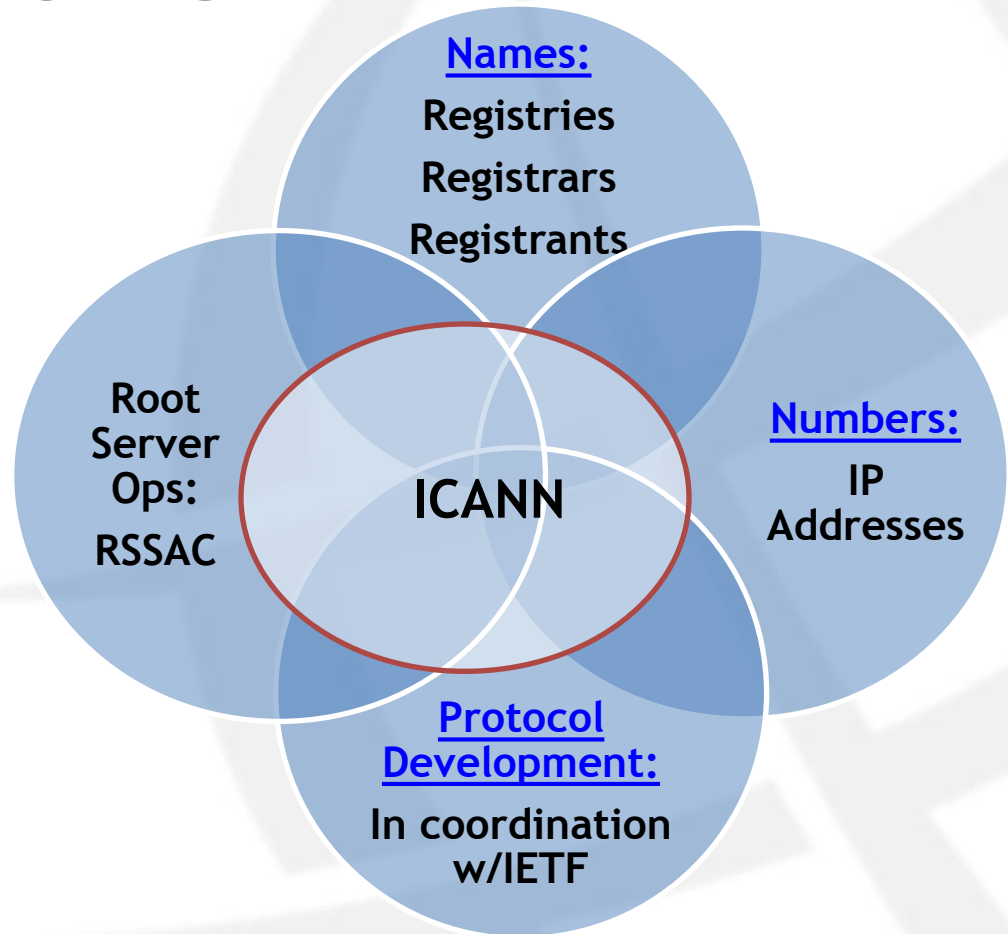 Names:
Registries
Registrars
Registrants
Root
Server
Ops:
RSSAC
ICANN
Numbers:
IP
Addresses
Protocol
Development:
In coordination
w/IETF